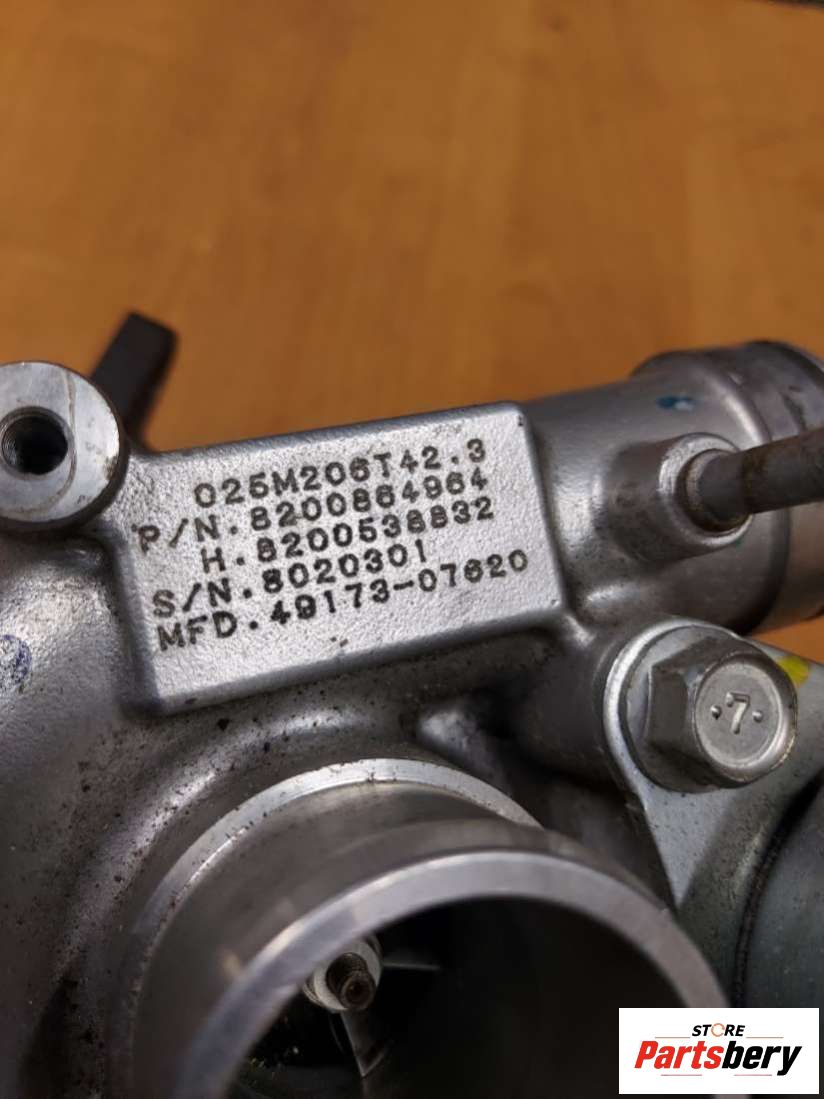 025M206T42.3
P/N.8200864964
H.8200538832
S/N.8020301
MFD.49173-07620
7
STORE
Partsbery